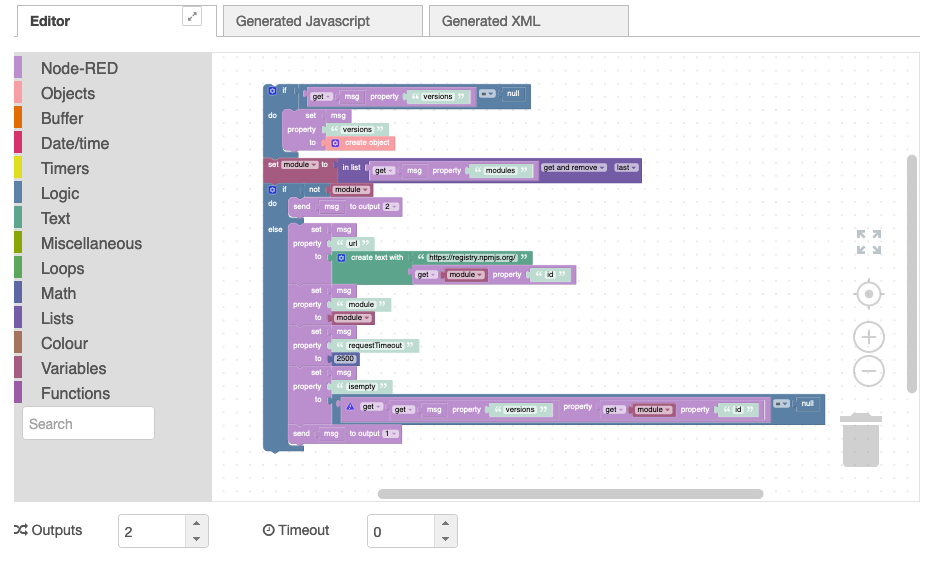 Editor
Generated Javascript
Generated XML
Node-RED
Objects
Buffer
Date/time
Timers
Logic
Text
Miscellaneous
Loops
Math
Lists
Colour
Variables
Functions
Search
if get msg property “ versions ” = null
do set msg
property “ versions ”
to create object
set module to in list get msg property “ modules ” get and remove last
if not module
do send msg to output 2
else set msg
property “ url ”
to create text with “ https://registry.npmjs.org/ ”
get module property “ id ”
set msg
property “ module ”
to module
set msg
property “ requestTimeout ”
to 2500
set msg
property “ isempty ”
to get get msg property “ versions ” property get module property “ id ” = null
send msg to output 1
Outputs 2 Timeout 0